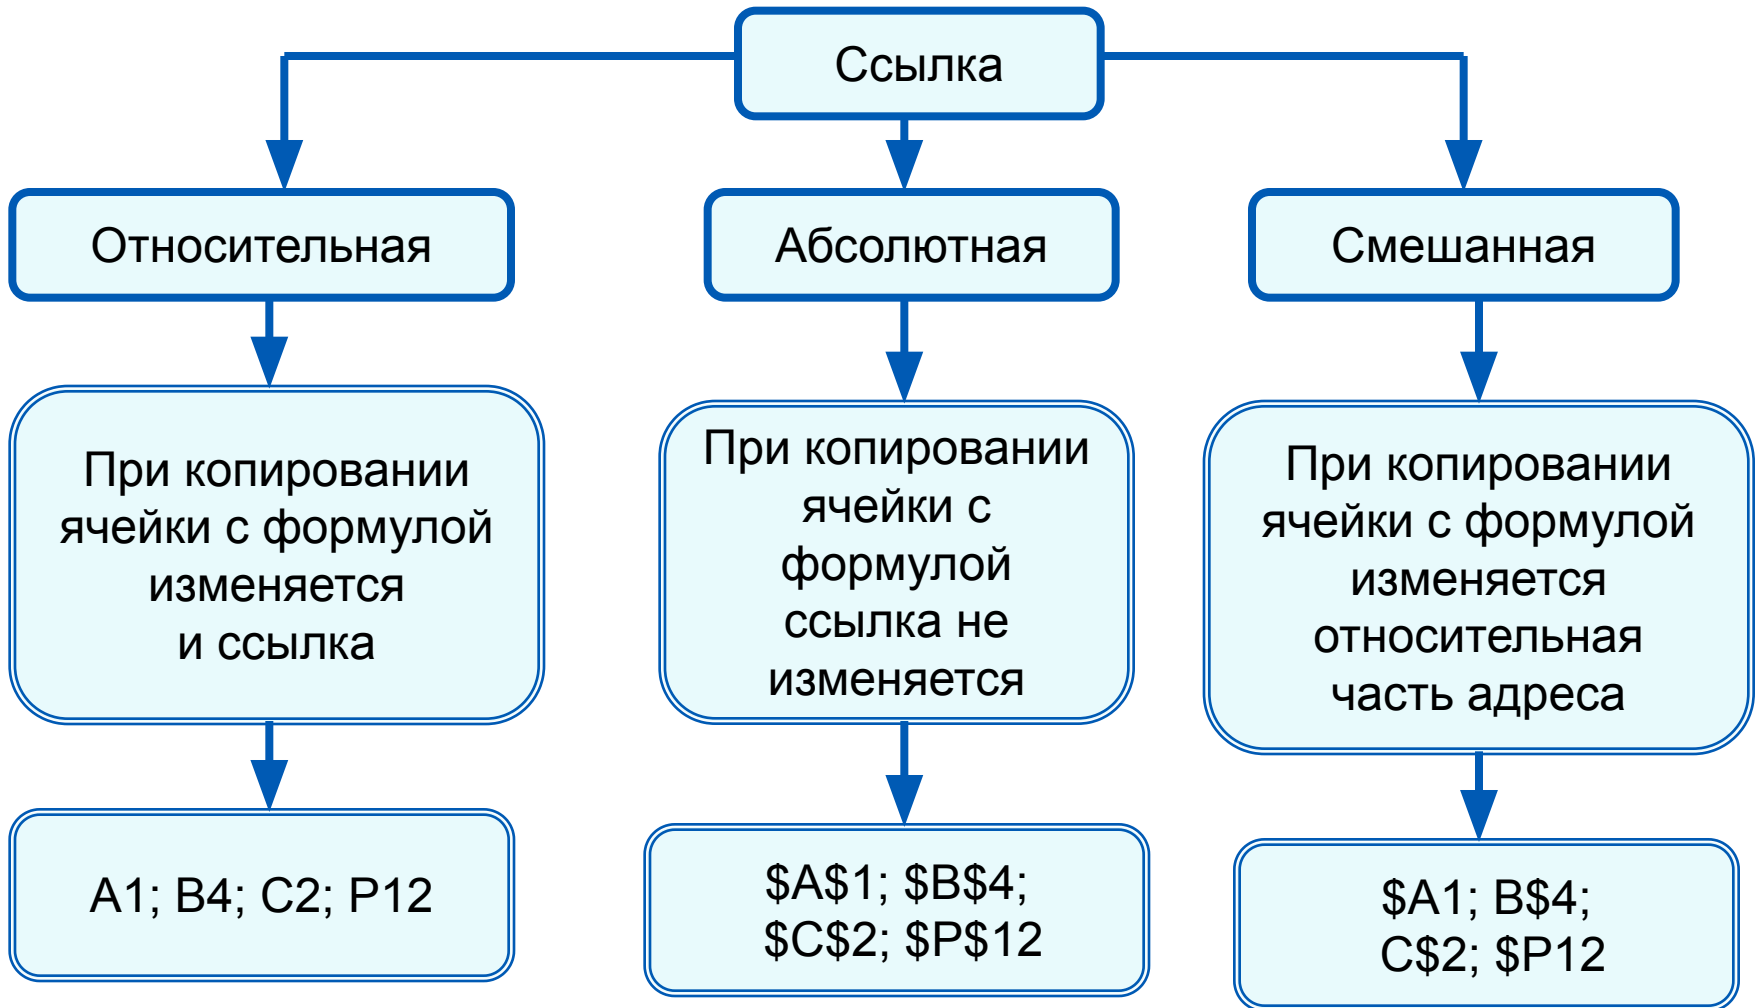 Ссылка
Относительная
Абсолютная
Смешанная
При копировании
ячейки с формулой
изменяется
и ссылка
При копировании
ячейки с
формулой
ссылка не
изменяется
При копировании
ячейки с формулой
изменяется
относительная
часть адреса
A1; B4; C2; P12
$A$1; $B$4;
$C$2; $P$12
$A1; B$4;
C$2; $P12